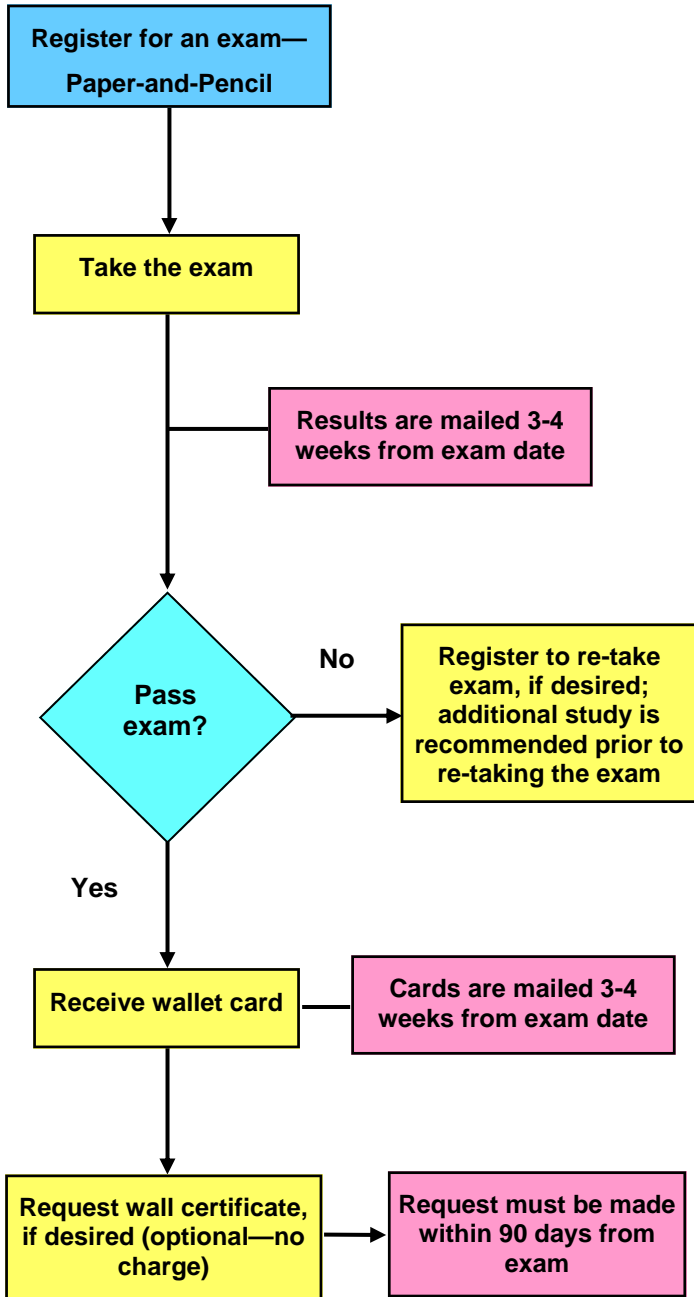 Register for an exam—
Paper-and-Pencil
Take the exam
Results are mailed 3-4
weeks from exam date
Pass
exam?
No
Register to re-take
exam, if desired;
additional study is
recommended prior to
re-taking the exam
Yes
Receive wallet card
Cards are mailed 3-4
weeks from exam date
Request wall certificate,
if desired (optional—no
charge)
Request must be made
within 90 days from
exam